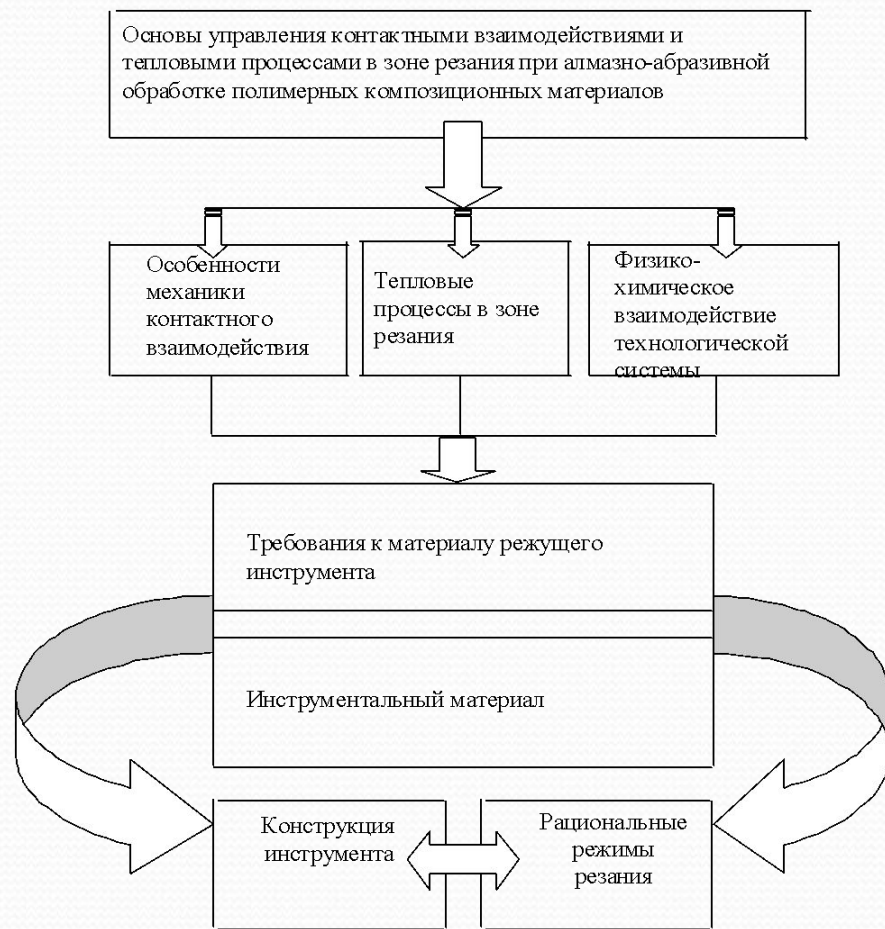 Основы управления контактными взаимодействиями и
тепловыми процессами в зоне резания при алмазно-абразивной
обработке полимерных композиционных материалов
Особенности
механики
контактного
взаимодействия
Тепловые
процессы в зоне
резания
Физико-
химическое
взаимодействие
технологической
системы
Требования к материалу режущего
инструмента
Инструментальный материал
Конструкция
инструмента
Рациональные
режимы
резания